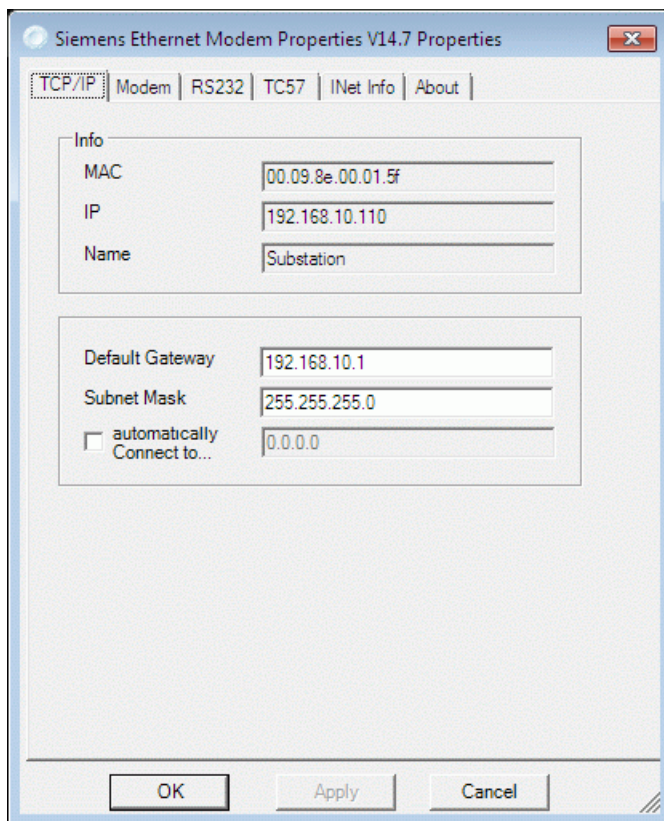 Siemens Ethernet Modem Properties V14.7 Properties
TCP/IP Modem RS232 TC57 INet Info About
Info
MAC 00.09.8e.00.01.5f
IP 192.168.10.110
Name Substation
Default Gateway 192.168.10.1
Subnet Mask 255.255.255.0
automatically
Connect to... 0.0.0.0
OK Apply Cancel